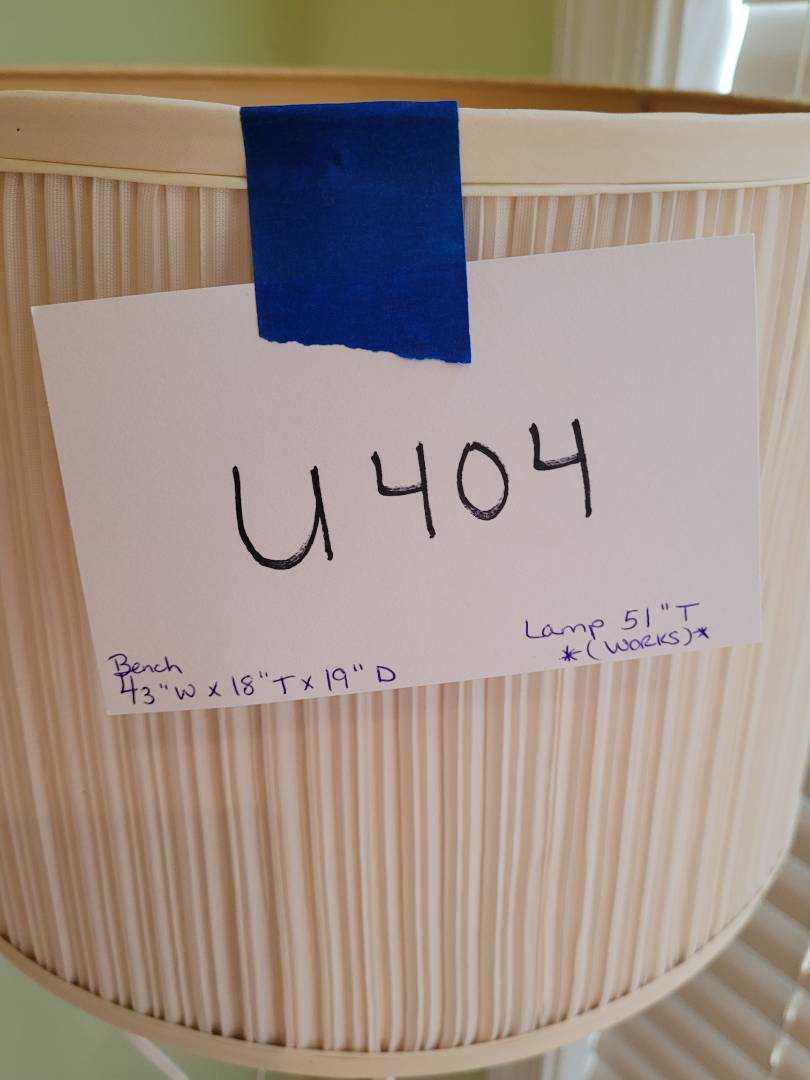 U404
Lamp 51"T
*(WORKS)*
Bench
43"W x 18"T x 19"D